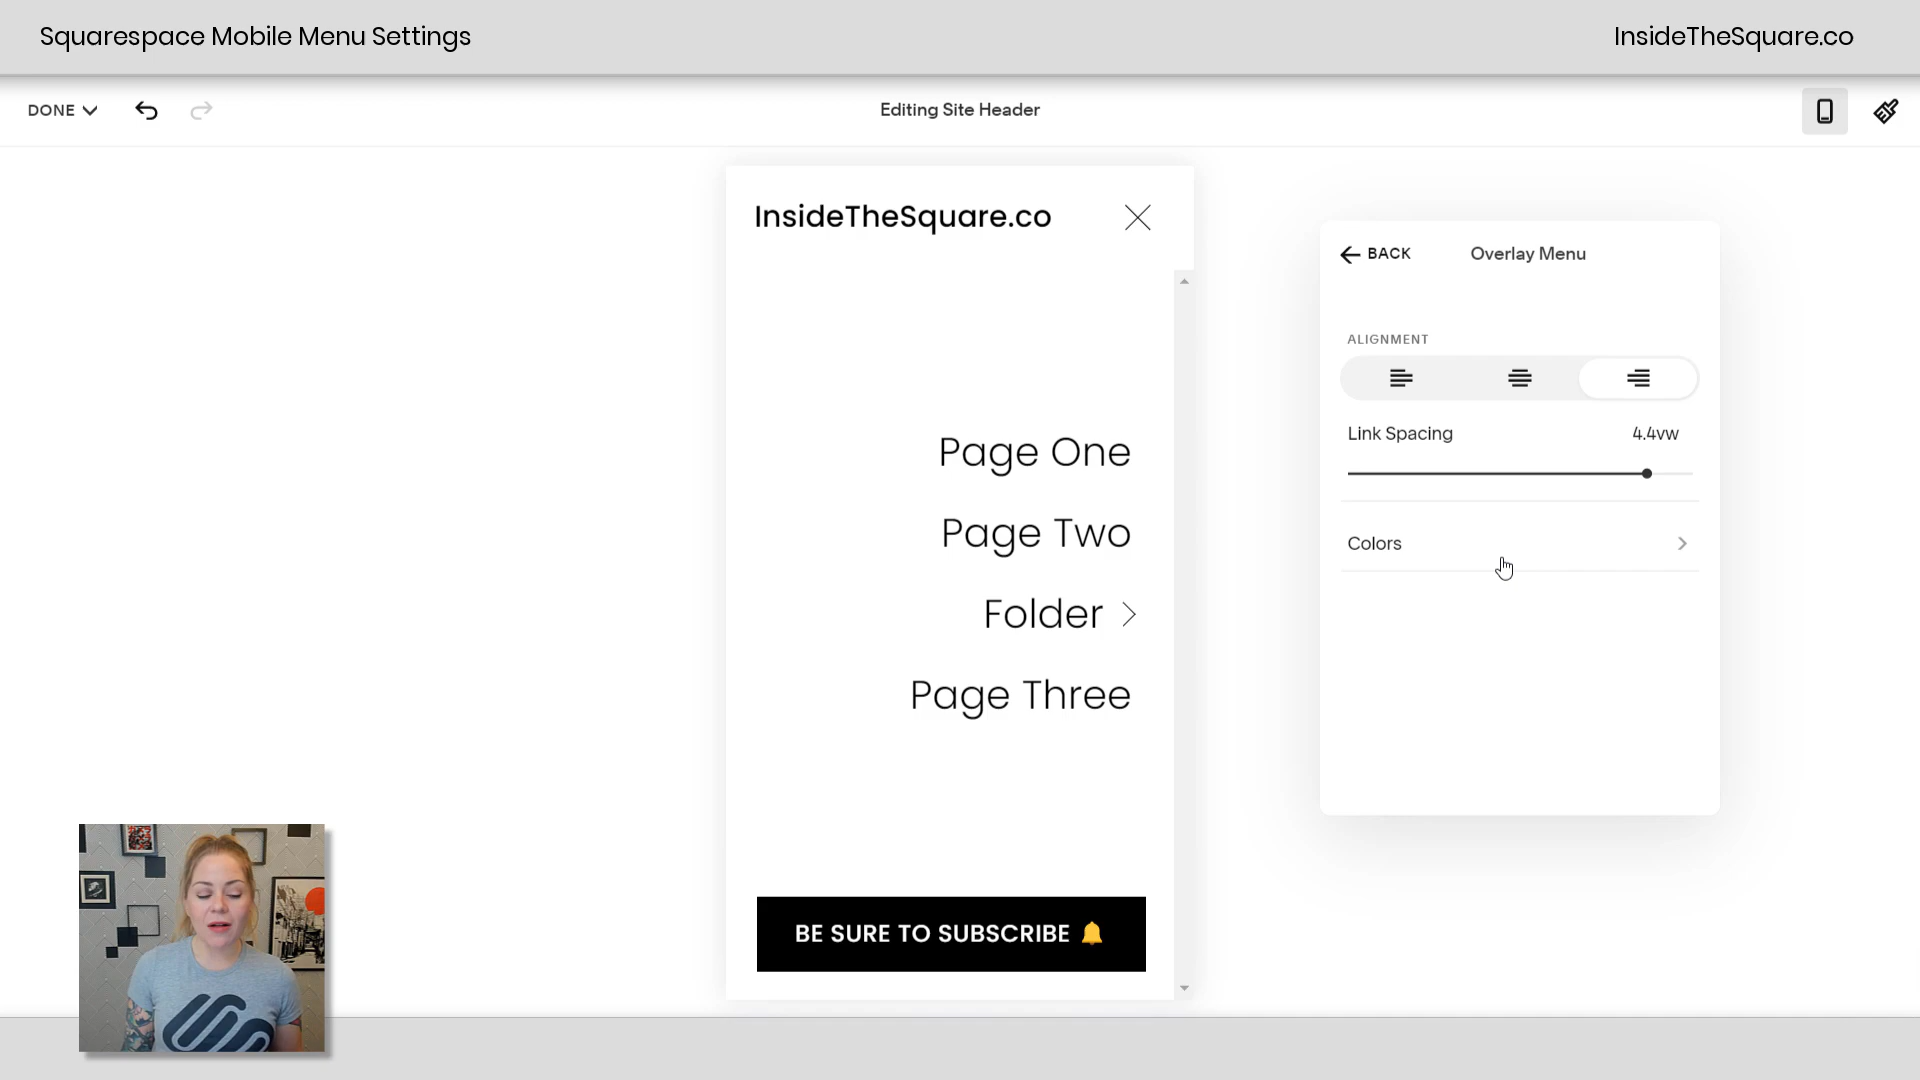 Squarespace Mobile Menu Settings
InsideTheSquare.co
DONE
Editing Site Header
InsideTheSquare.co
Page One
Page Two
Folder
Page Three
BE SURE TO SUBSCRIBE 🔔
BACK
Overlay Menu
ALIGNMENT
Link Spacing
4.4vw
Colors